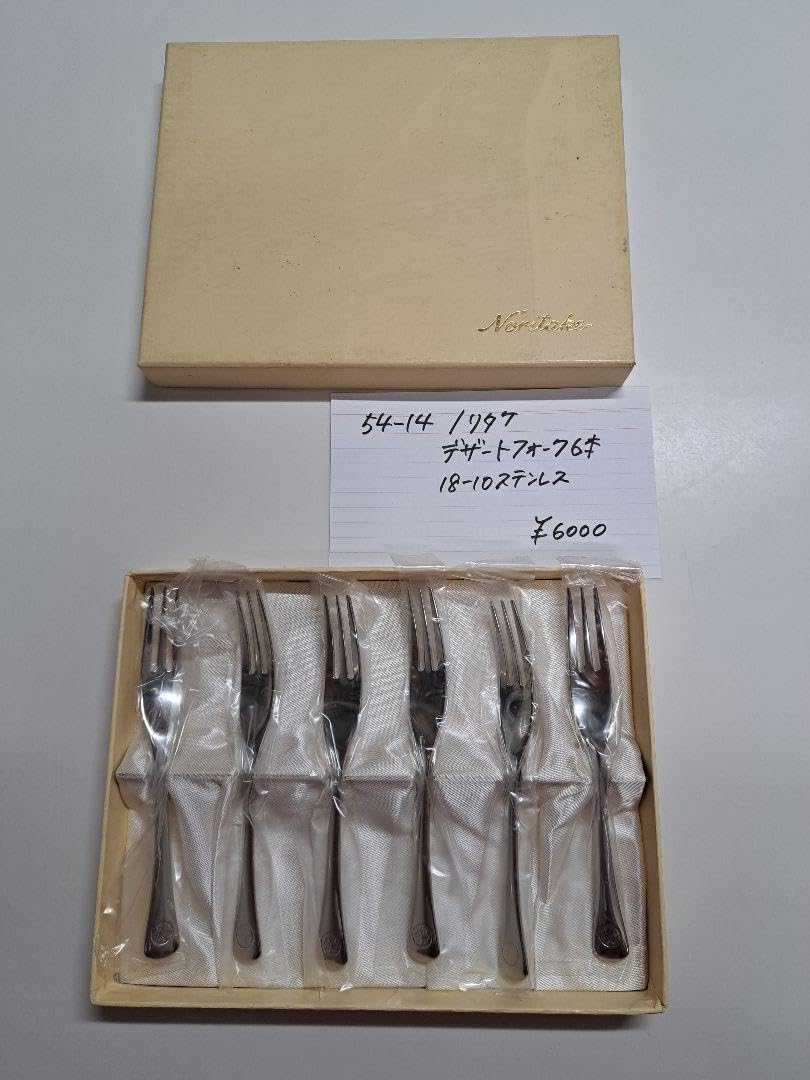 Noritake
54-14 ノリタケ
デザートフォーク6本
18-10ステンレス
¥6000